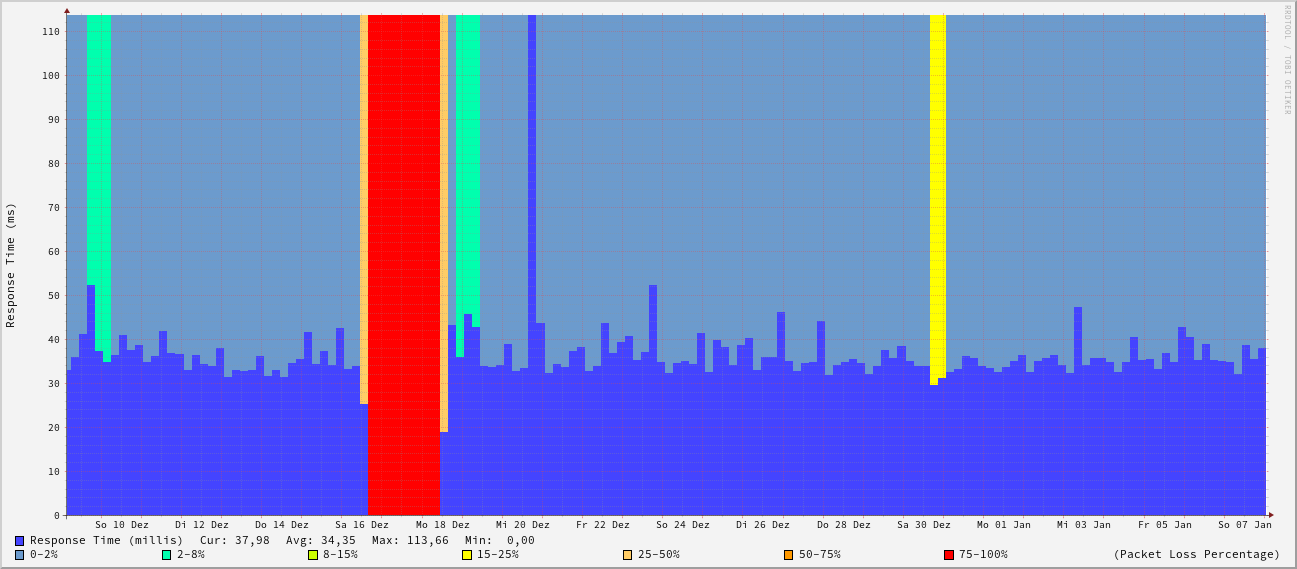 RRDTOOL / TOBI OETIKER
Response Time (ms)
110
100
90
80
70
60
50
40
30
20
10
0
So 10 Dez Di 12 Dez Do 14 Dez Sa 16 Dez Mo 18 Dez Mi 20 Dez Fr 22 Dez So 24 Dez Di 26 Dez Do 28 Dez Sa 30 Dez Mo 01 Jan Mi 03 Jan Fr 05 Jan So 07 Jan
Response Time (millis) Cur: 37,98 Avg: 34,35 Max: 113,66 Min: 0,00
0-2% 2-8% 8-15% 15-25% 25-50% 50-75% 75-100% (Packet Loss Percentage)